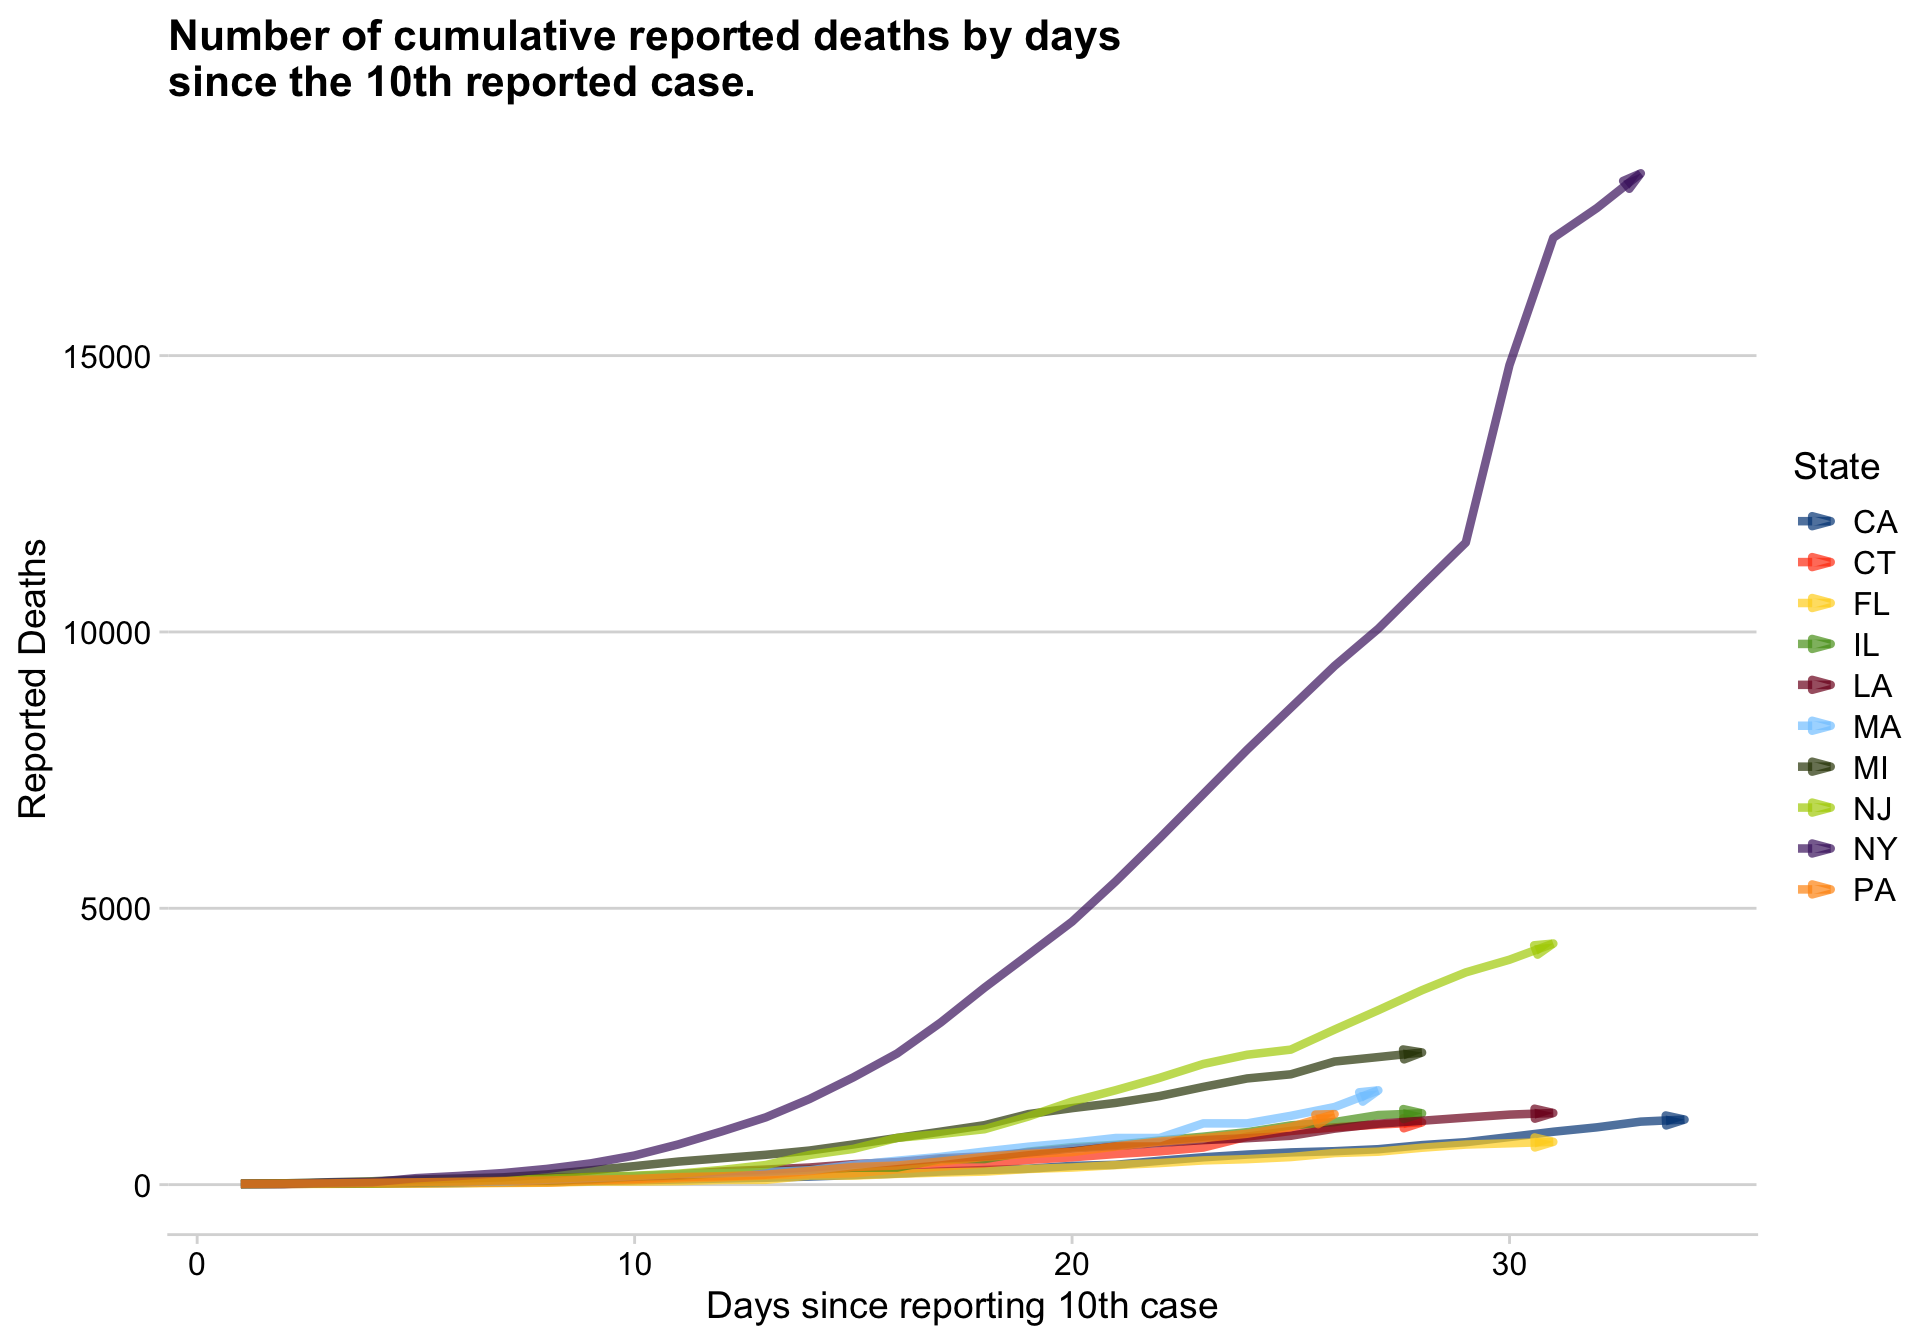 Number of cumulative reported deaths by days
since the 10th reported case.
15000
10000
5000
0
Reported Deaths
0
10
20
30
Days since reporting 10th case
State
CA
CT
FL
IL
LA
MA
MI
NJ
NY
PA